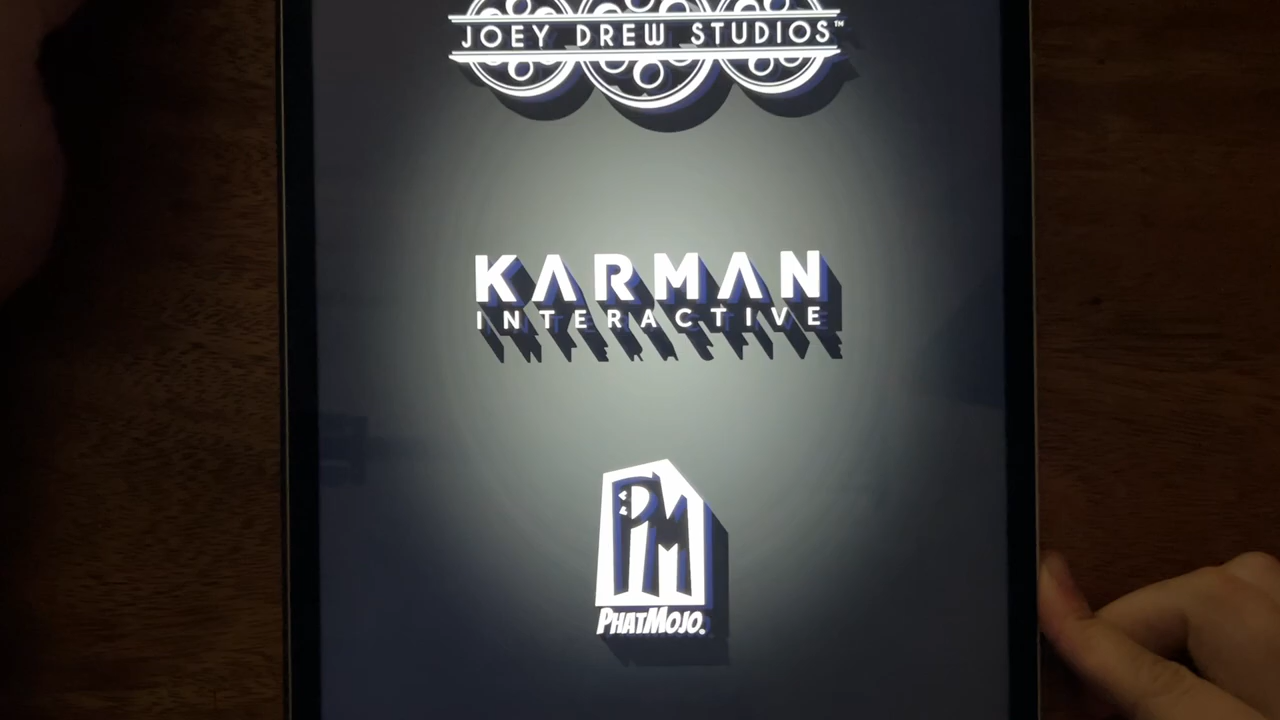 JOEY DREW STUDIOS™
KARMAN
INTERACTIVE
PM
PHATMOJO.